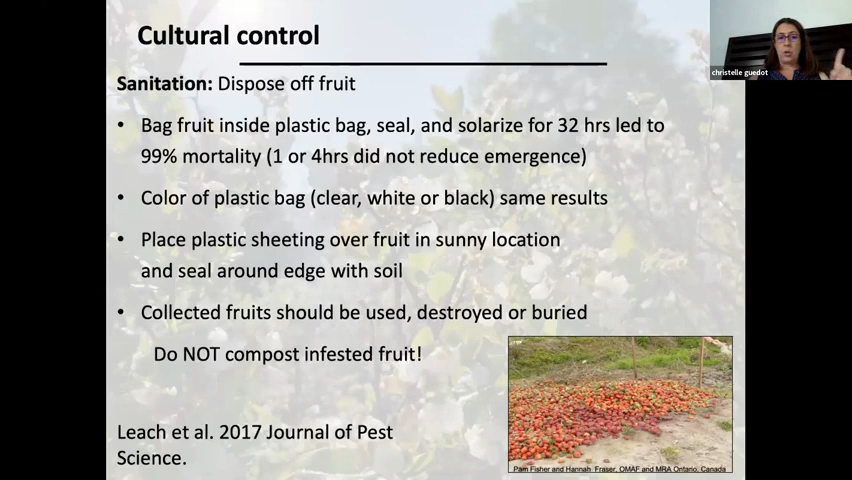 Cultural control
christelle guedot
Sanitation: Dispose off fruit
• Bag fruit inside plastic bag, seal, and solarize for 32 hrs led to
99% mortality (1 or 4hrs did not reduce emergence)
• Color of plastic bag (clear, white or black) same results
• Place plastic sheeting over fruit in sunny location
and seal around edge with soil
• Collected fruits should be used, destroyed or buried
Do NOT compost infested fruit!
Leach et al. 2017 Journal of Pest
Science.
Pam Fisher and Hannah Fraser, OMAF and MRA Ontario, Canada